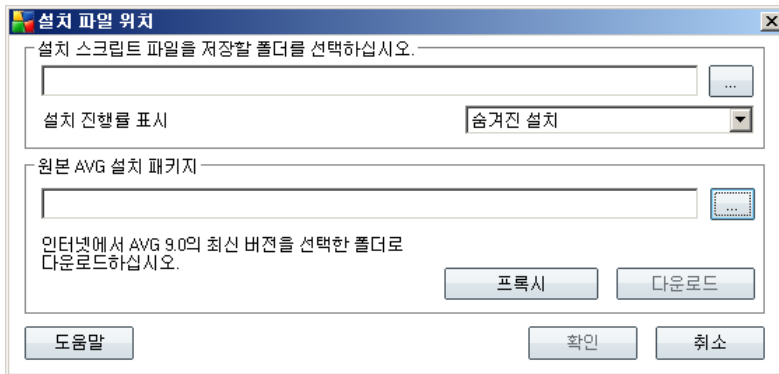 설치 파일 위치
설치 스크립트 파일을 저장할 폴더를 선택하십시오.
...
설치 진행률 표시 숨겨진 설치
원본 AVG 설치 패키지
...
인터넷에서 AVG 9.0의 최신 버전을 선택한 폴더로
다운로드하십시오.
프록시 다운로드
도움말 확인 취소